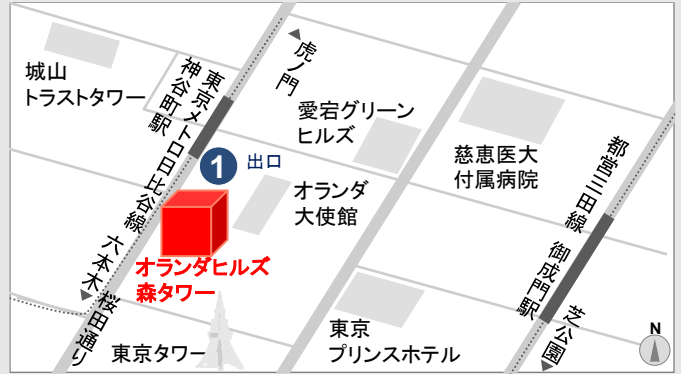 城山
トラストタワー
東京メトロ日比谷線
神谷町駅
虎ノ門
愛宕グリーン
ヒルズ
慈恵医大
付属病院
都営三田線
御成門駅
1
出口
オランダ
大使館
オランダヒルズ
森タワー
六本木
桜田通り
東京タワー
東京
プリンスホテル
芝公園
N